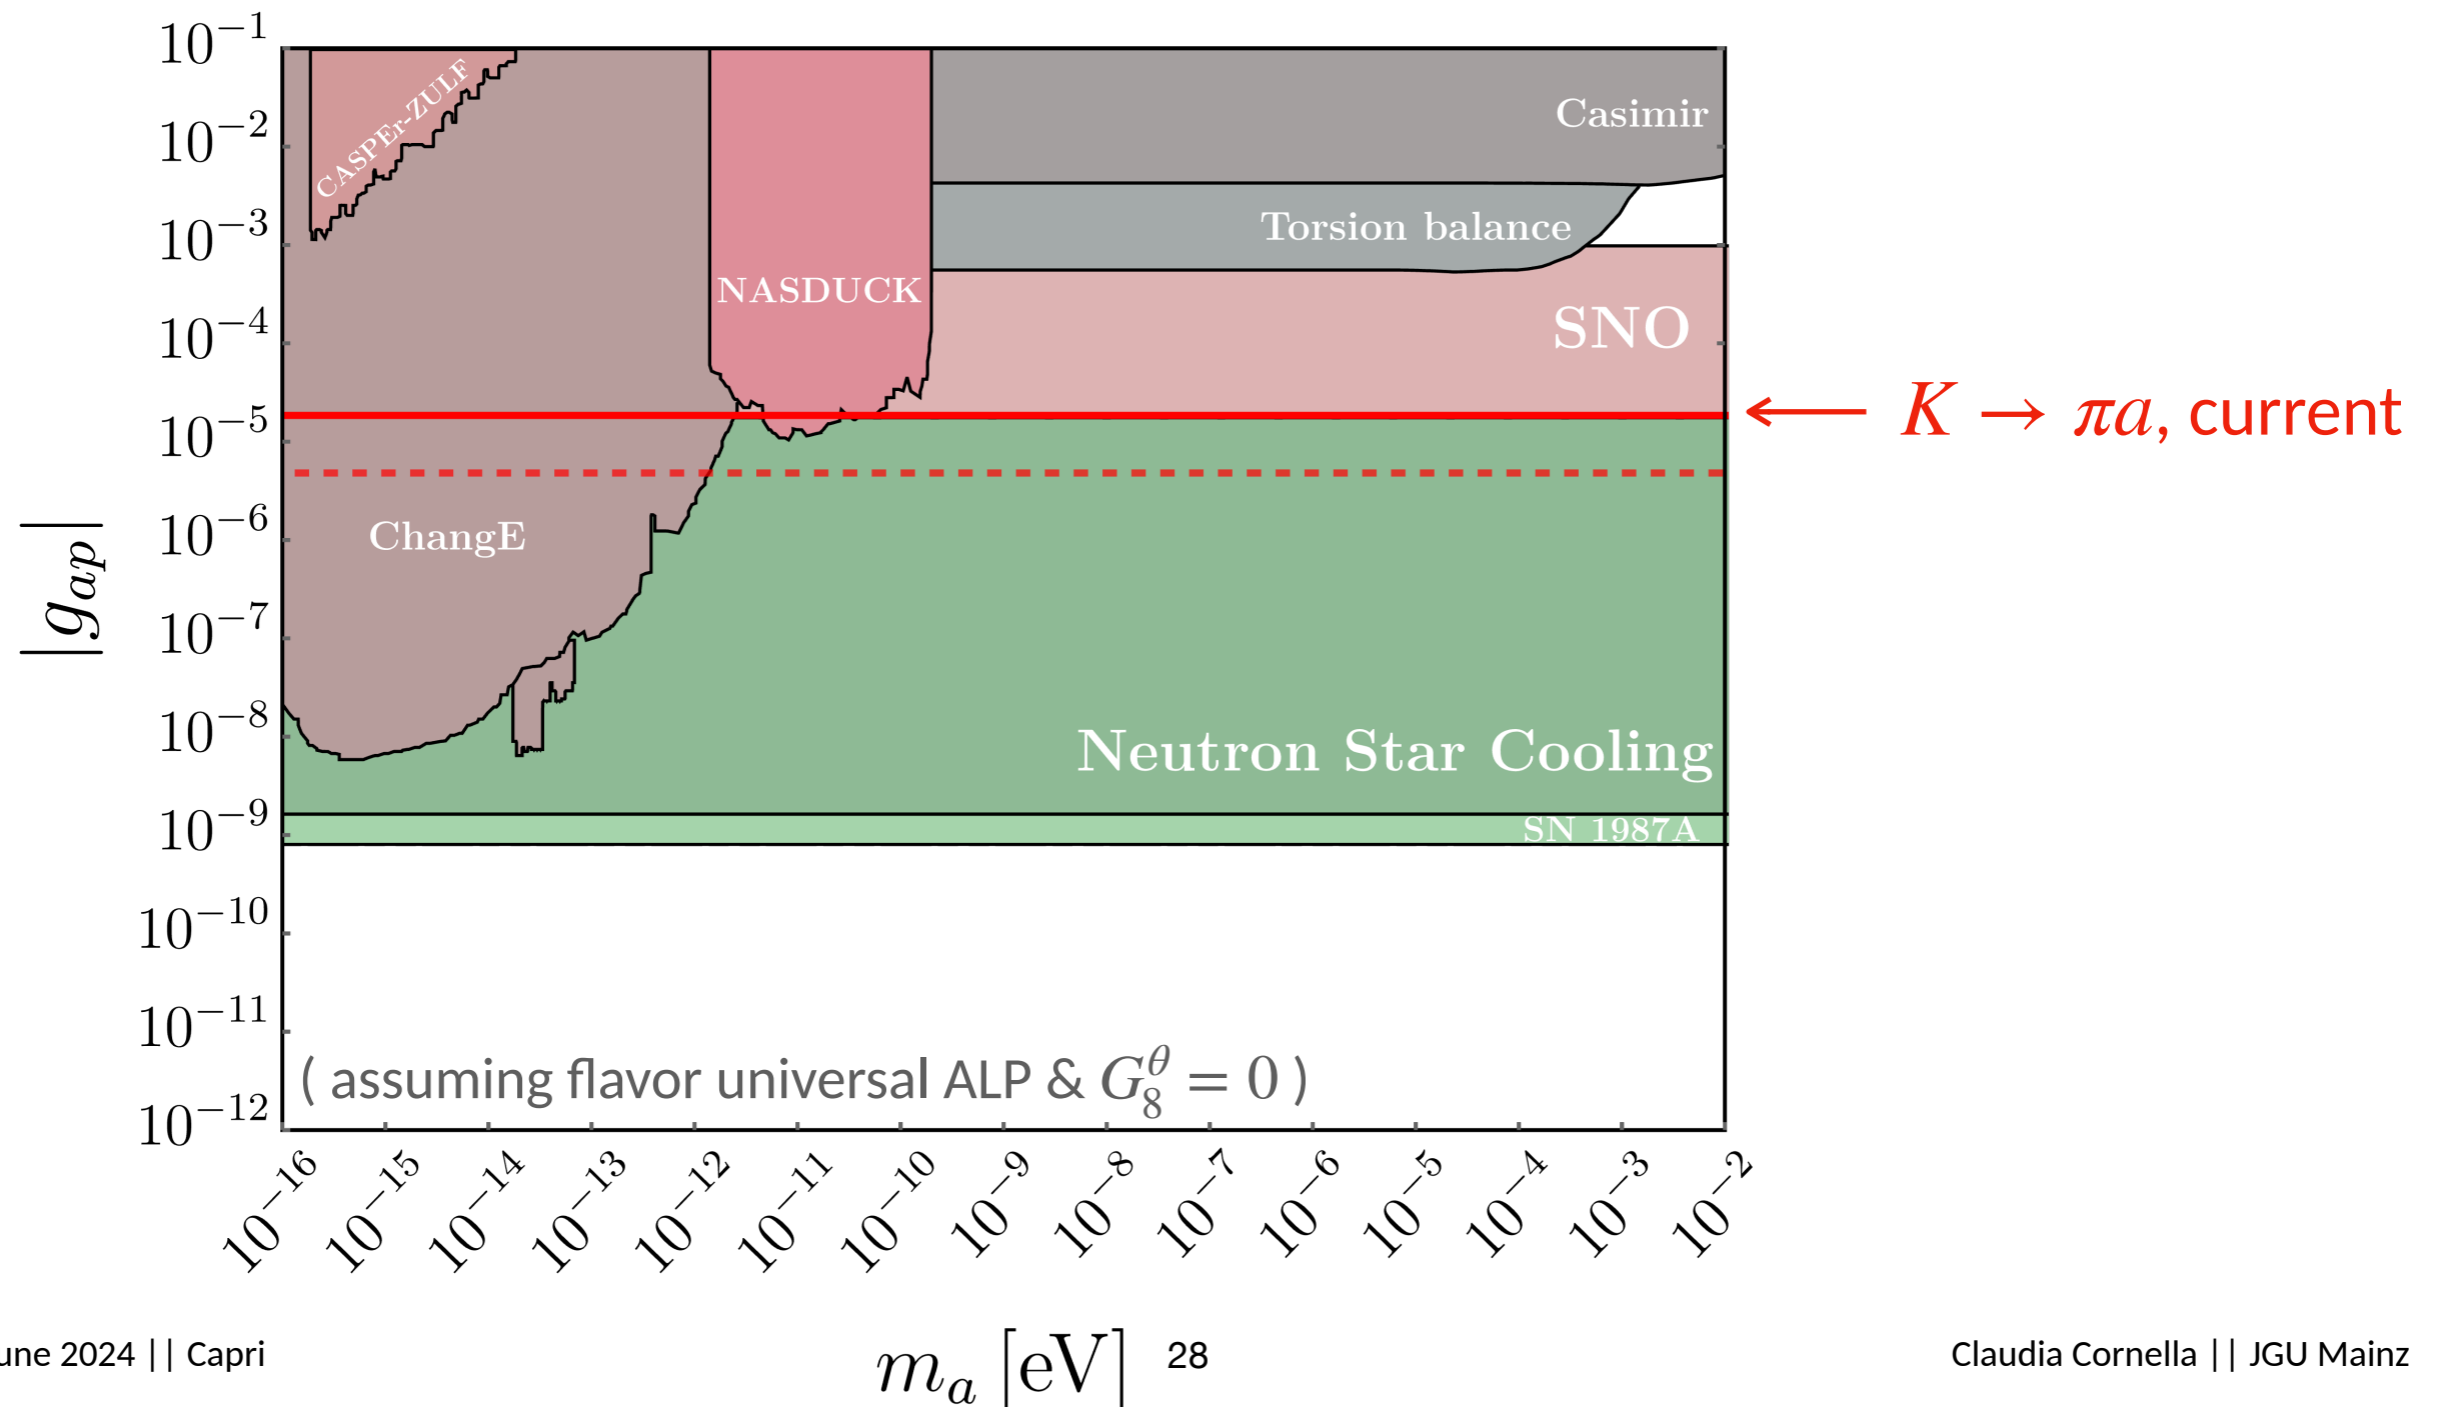 10⁻¹
10⁻²
10⁻³
10⁻⁴
10⁻⁵
10⁻⁶
10⁻⁷
10⁻⁸
10⁻⁹
10⁻¹⁰
10⁻¹¹
10⁻¹²
|g_{ap}|
CASPEr-ZULF
NASDUCK
Casimir
Torsion balance
SNO
K → πa, current
ChangE
Neutron Star Cooling
SN 1987A
( assuming flavor universal ALP & G₈^θ = 0 )
10⁻¹⁶ 10⁻¹⁵ 10⁻¹⁴ 10⁻¹³ 10⁻¹² 10⁻¹¹ 10⁻¹⁰ 10⁻⁹ 10⁻⁸ 10⁻⁷ 10⁻⁶ 10⁻⁵ 10⁻⁴ 10⁻³ 10⁻²
m_a [eV]
une 2024 || Capri
28
Claudia Cornella || JGU Mainz